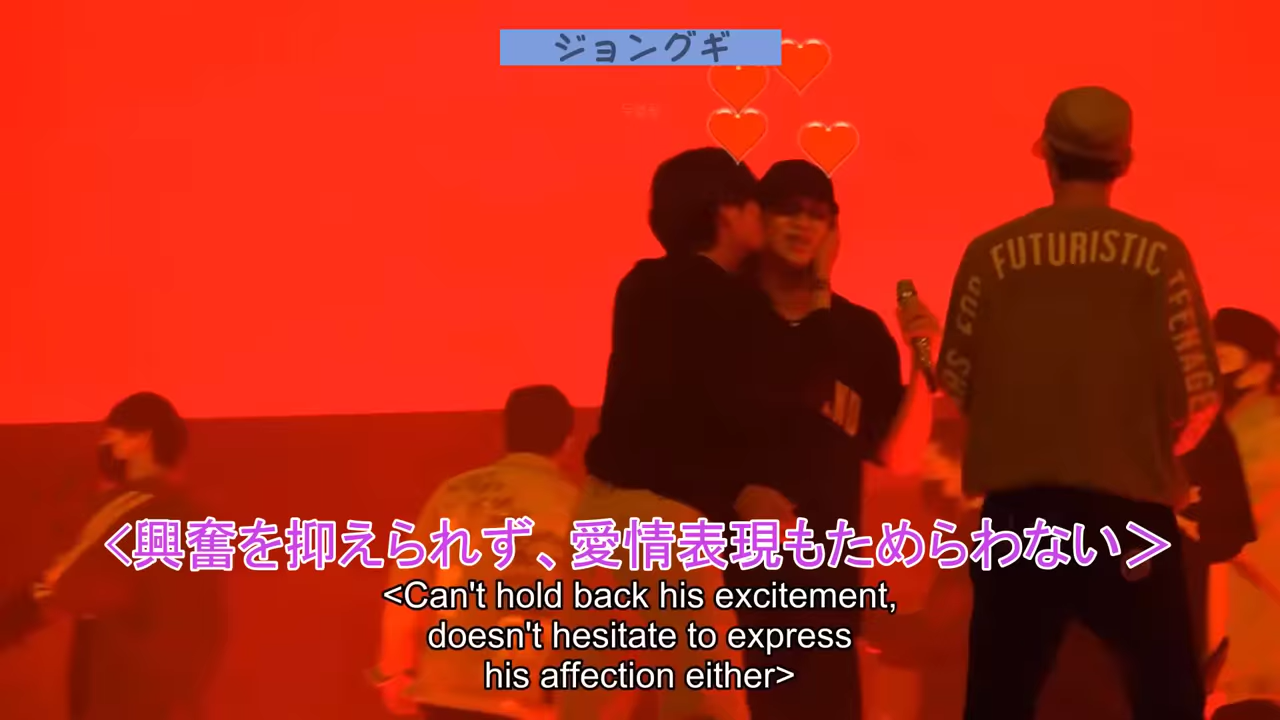 ジョングギ
FUTURISTIC
TEENAGE
<興奮を抑えられず、愛情表現もためらわない>
<Can't hold back his excitement,
doesn't hesitate to express
his affection either>